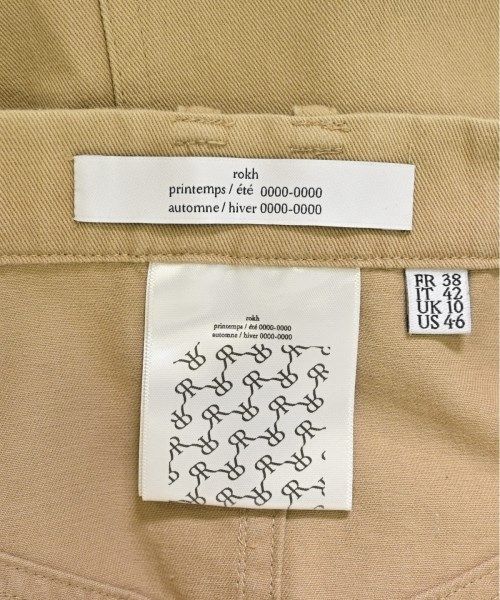 rokh
printemps / été 0000-0000
automne / hiver 0000-0000
rokh
printemps / été 0000-0000
automne / hiver 0000-0000
FR 38
IT 42
UK 10
US 46